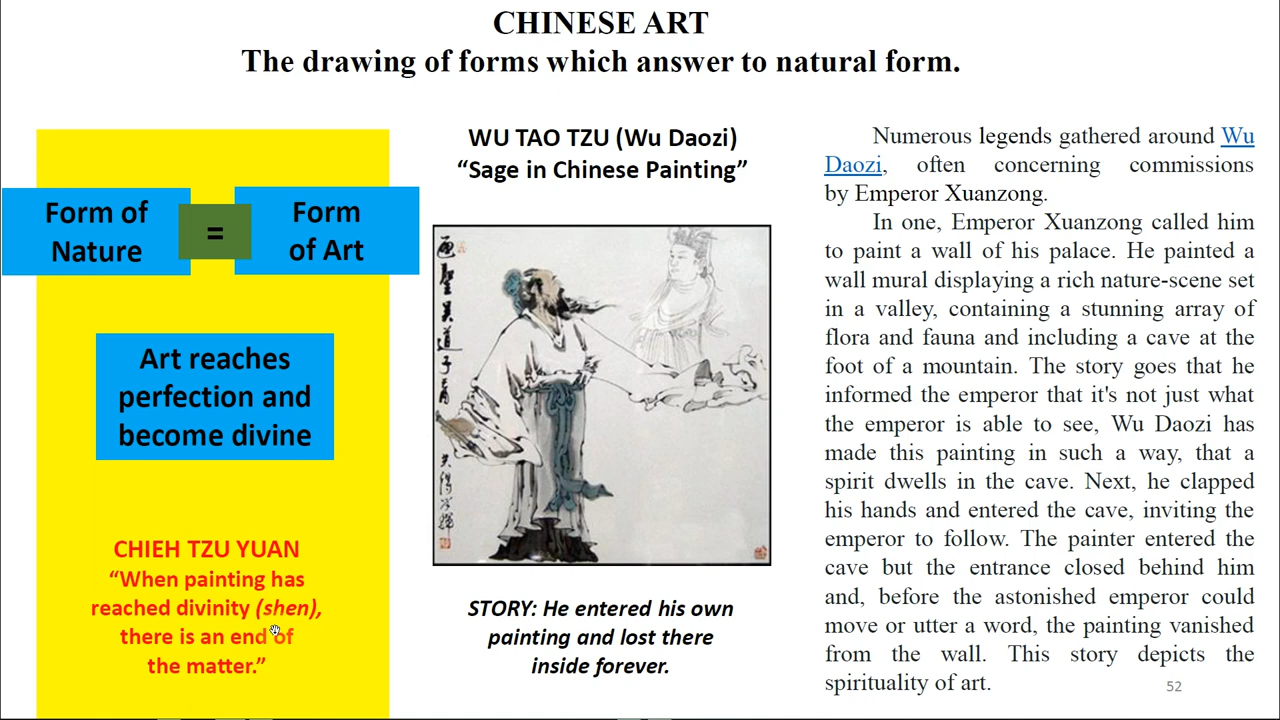 CHINESE ART
The drawing of forms which answer to natural form.
Form of
Nature
=
Form
of Art
Art reaches
perfection and
become divine
CHIEH TZU YUAN
“When painting has
reached divinity (shen),
there is an end of
the matter.”
WU TAO TZU (Wu Daozi)
“Sage in Chinese Painting”
畫聖吳道子
STORY: He entered his own
painting and lost there
inside forever.
Numerous legends gathered around Wu
Daozi, often concerning commissions
by Emperor Xuanzong.
In one, Emperor Xuanzong called him
to paint a wall of his palace. He painted a
wall mural displaying a rich nature-scene set
in a valley, containing a stunning array of
flora and fauna and including a cave at the
foot of a mountain. The story goes that he
informed the emperor that it's not just what
the emperor is able to see, Wu Daozi has
made this painting in such a way, that a
spirit dwells in the cave. Next, he clapped
his hands and entered the cave, inviting the
emperor to follow. The painter entered the
cave but the entrance closed behind him
and, before the astonished emperor could
move or utter a word, the painting vanished
from the wall. This story depicts the
spirituality of art.
52